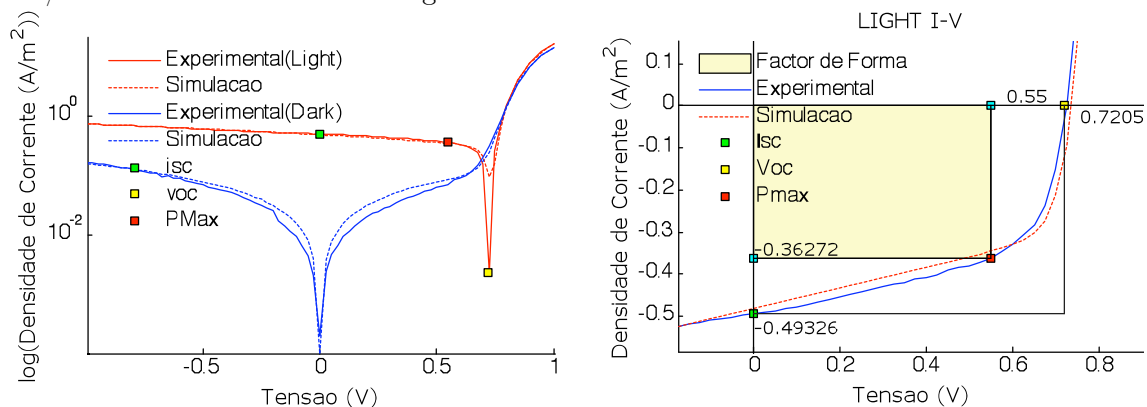 log(Densidade de Corrente (A/m²))
Experimental(Light)
Simulacao
Experimental(Dark)
Simulacao
isc
voc
PMax
10⁰
10⁻²
-0.5
0
0.5
1
Tensao (V)
LIGHT I-V
Densidade de Corrente (A/m²)
Factor de Forma
Experimental
Simulacao
Isc
Voc
Pmax
0.1
0
-0.1
-0.2
-0.3
-0.4
-0.5
0.55
0.7205
-0.36272
-0.49326
0
0.2
0.4
0.6
0.8
Tensao (V)